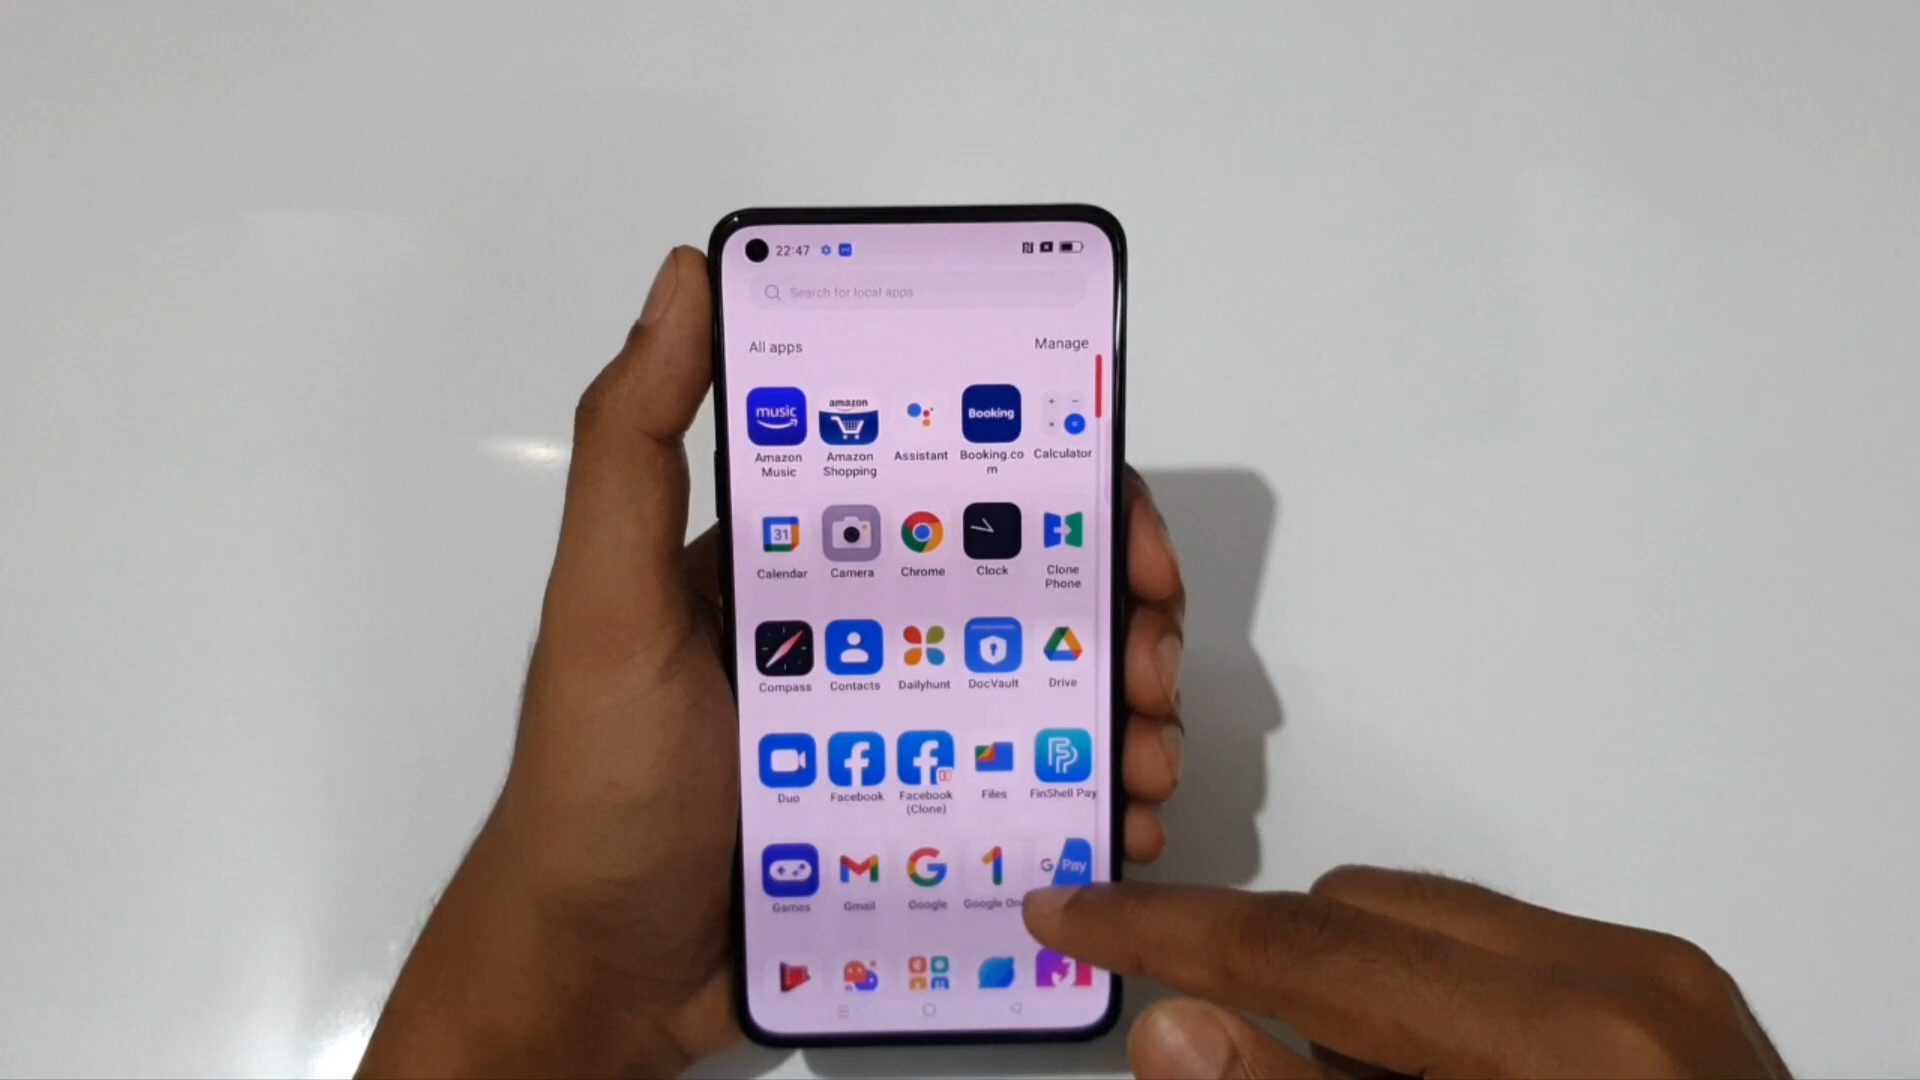 22:47
Search for local apps
All apps
Manage
music
amazon
Booking
Amazon
Music
Amazon
Shopping
Assistant
Booking.co
m
Calculator
31
Calendar
Camera
Chrome
Clock
Clone
Phone
Compass
Contacts
Dailyhunt
DocVault
Drive
Duo
Facebook
Facebook
(Clone)
Files
FinShell Pay
G Pay
Games
Gmail
Google
Google One